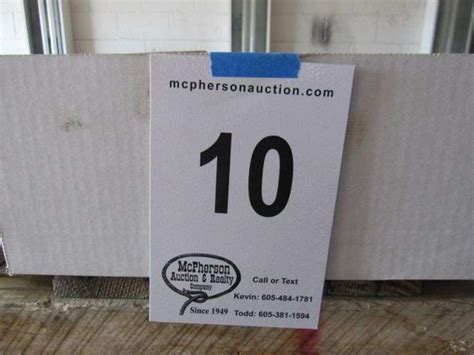 mcphersonauction.com
10
McPherson
Auction & Realty
Company
Since 1949
Call or Text
Kevin: 605-484-1781
Todd: 605-381-1594